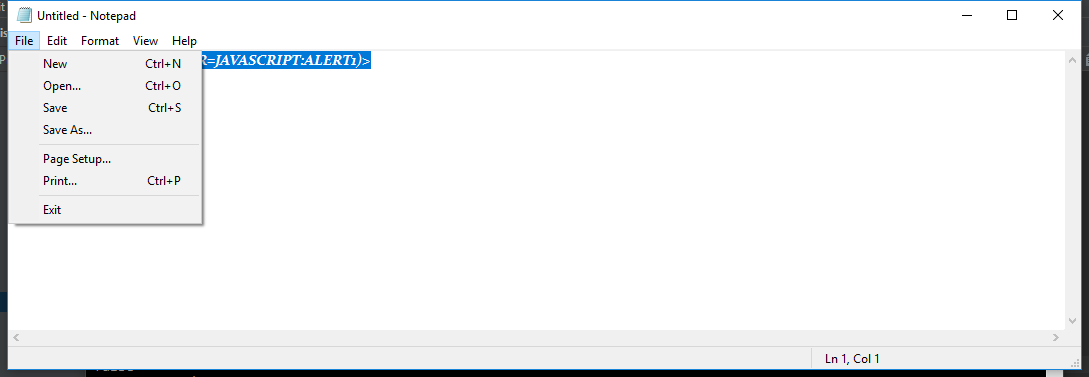 Untitled - Notepad
File Edit Format View Help
R=JAVASCRIPT:ALERT1)>
New Ctrl+N
Open... Ctrl+O
Save Ctrl+S
Save As...
Page Setup...
Print... Ctrl+P
Exit
Ln 1, Col 1